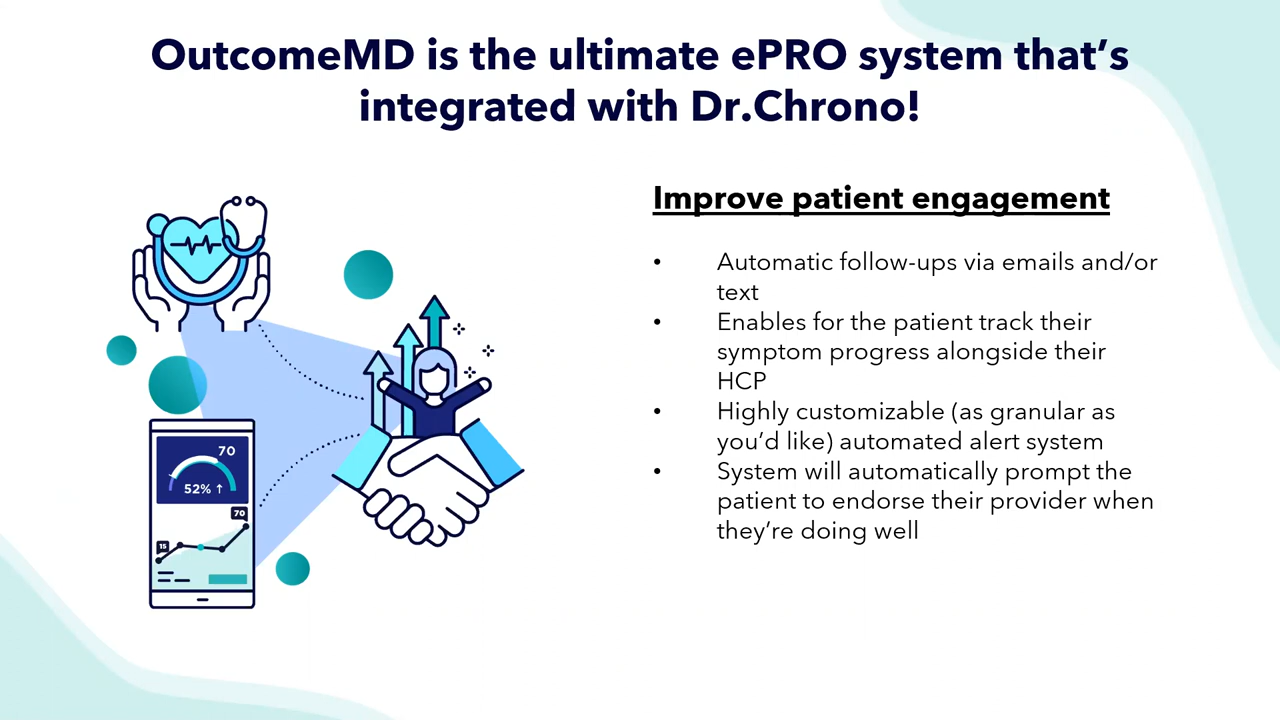 OutcomeMD is the ultimate ePRO system that’s
integrated with Dr.Chrono!
Improve patient engagement
• Automatic follow-ups via emails and/or
text
• Enables for the patient track their
symptom progress alongside their
HCP
• Highly customizable (as granular as
you’d like) automated alert system
• System will automatically prompt the
patient to endorse their provider when
they’re doing well
70
52% ↑
70
15